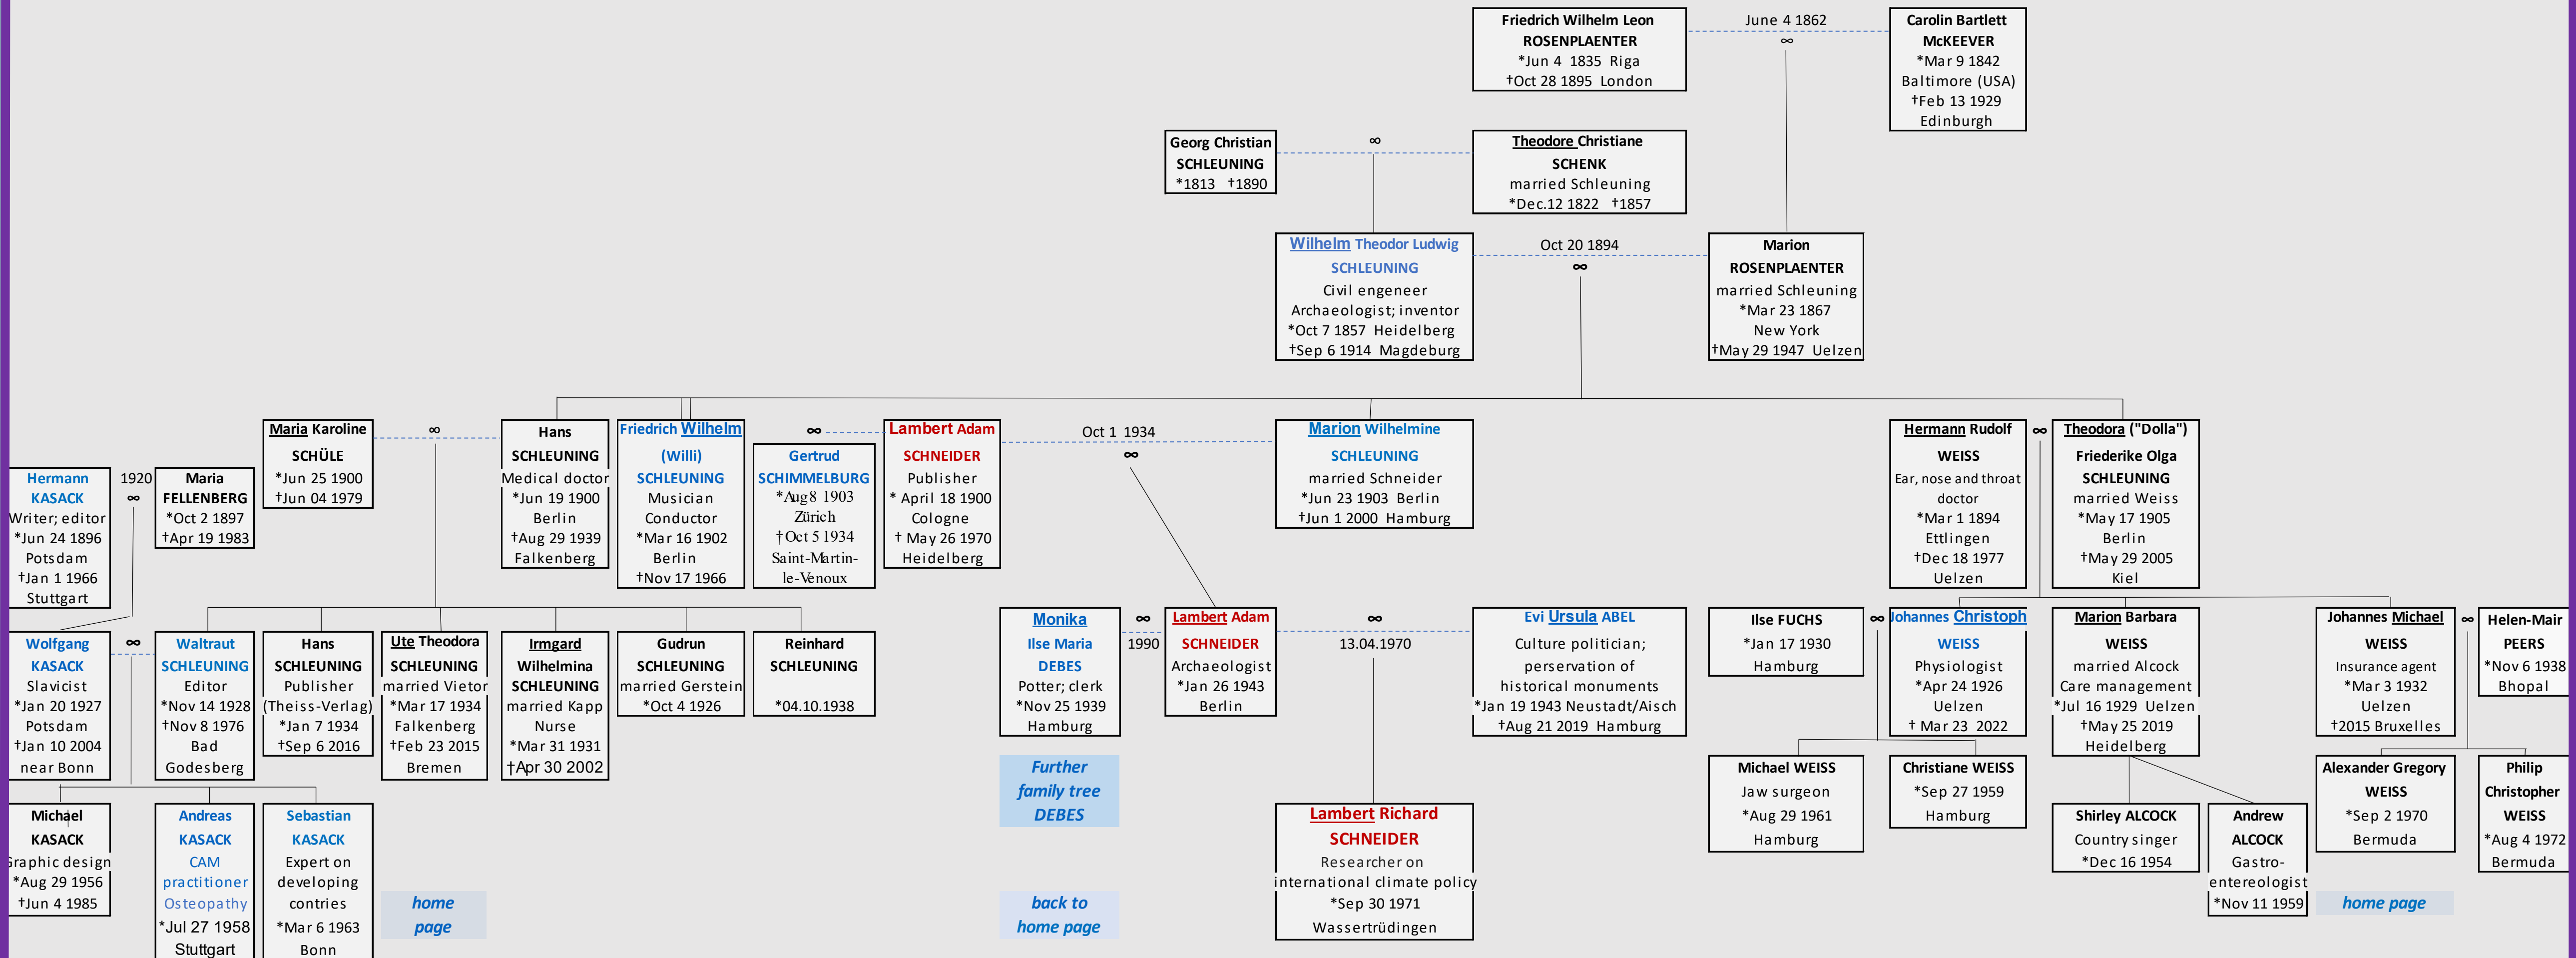 Friedrich Wilhelm Leon
ROSENPLAENTER
*Jun 4 1835 Riga
†Oct 28 1895 London
June 4 1862
∞
Carolin Bartlett
McKEEVER
*Mar 9 1842
Baltimore (USA)
†Feb 13 1929
Edinburgh
Georg Christian
SCHLEUNING
*1813 †1890
∞
Theodore Christiane
SCHENK
married Schleuning
*Dec.12 1822 †1857
Wilhelm Theodor Ludwig
SCHLEUNING
Civil engeneer
Archaeologist; inventor
*Oct 7 1857 Heidelberg
†Sep 6 1914 Magdeburg
Oct 20 1894
∞
Marion
ROSENPLAENTER
married Schleuning
*Mar 23 1867
New York
†May 29 1947 Uelzen
Hermann
KASACK
Writer; editor
*Jun 24 1896
Potsdam
†Jan 1 1966
Stuttgart
1920
∞
Maria
FELLENBERG
*Oct 2 1897
†Apr 19 1983
Maria Karoline
SCHÜLE
*Jun 25 1900
†Jun 04 1979
∞
Hans
SCHLEUNING
Medical doctor
*Jun 19 1900
Berlin
†Aug 29 1939
Falkenberg
Friedrich Wilhelm
(Willi)
SCHLEUNING
Musician
Conductor
*Mar 16 1902
Berlin
†Nov 17 1966
∞
Gertrud
SCHIMMELBURG
*Aug8 1903
Zürich
†Oct 5 1934
Saint-Martin-
le-Venoux
Lambert Adam
SCHNEIDER
Publisher
* April 18 1900
Cologne
† May 26 1970
Heidelberg
Oct 1 1934
∞
Marion Wilhelmine
SCHLEUNING
married Schneider
*Jun 23 1903 Berlin
†Jun 1 2000 Hamburg
Hermann Rudolf
WEISS
Ear, nose and throat
doctor
*Mar 1 1894
Ettlingen
†Dec 18 1977
Uelzen
∞
Theodora ("Dolla")
Friederike Olga
SCHLEUNING
married Weiss
*May 17 1905
Berlin
†May 29 2005
Kiel
Wolfgang
KASACK
Slavicist
*Jan 20 1927
Potsdam
†Jan 10 2004
near Bonn
∞
Waltraut
SCHLEUNING
Editor
*Nov 14 1928
†Nov 8 1976
Bad
Godesberg
Hans
SCHLEUNING
Publisher
(Theiss-Verlag)
*Jan 7 1934
†Sep 6 2016
Ute Theodora
SCHLEUNING
married Vietor
*Mar 17 1934
Falkenberg
†Feb 23 2015
Bremen
Irmgard
Wilhelmina
SCHLEUNING
married Kapp
Nurse
*Mar 31 1931
†Apr 30 2002
Gudrun
SCHLEUNING
married Gerstein
*Oct 4 1926
Reinhard
SCHLEUNING
*04.10.1938
Monika
Ilse Maria
DEBES
Potter; clerk
*Nov 25 1939
Hamburg
∞
1990
Lambert Adam
SCHNEIDER
Archaeologist
*Jan 26 1943
Berlin
∞
13.04.1970
Evi Ursula ABEL
Culture politician;
perservation of
historical monuments
*Jan 19 1943 Neustadt/Aisch
†Aug 21 2019 Hamburg
Ilse FUCHS
*Jan 17 1930
Hamburg
∞
Johannes Christoph
WEISS
Physiologist
*Apr 24 1926
Uelzen
† Mar 23 2022
Marion Barbara
WEISS
married Alcock
Care management
*Jul 16 1929 Uelzen
†May 25 2019
Heidelberg
Johannes Michael
WEISS
Insurance agent
*Mar 3 1932
Uelzen
†2015 Bruxelles
∞
Helen-Mair
PEERS
*Nov 6 1938
Bhopal
Michael
KASACK
Graphic design
*Aug 29 1956
†Jun 4 1985
Andreas
KASACK
CAM
practitioner
Osteopathy
*Jul 27 1958
Stuttgart
Sebastian
KASACK
Expert on
developing
contries
*Mar 6 1963
Bonn
home
page
Further
family tree
DEBES
back to
home page
Lambert Richard
SCHNEIDER
Researcher on
international climate policy
*Sep 30 1971
Wassertrüdingen
Michael WEISS
Jaw surgeon
*Aug 29 1961
Hamburg
Christiane WEISS
*Sep 27 1959
Hamburg
Shirley ALCOCK
Country singer
*Dec 16 1954
Andrew
ALCOCK
Gastro-
entereologist
*Nov 11 1959
Alexander Gregory
WEISS
*Sep 2 1970
Bermuda
Philip
Christopher
WEISS
*Aug 4 1972
Bermuda
home page